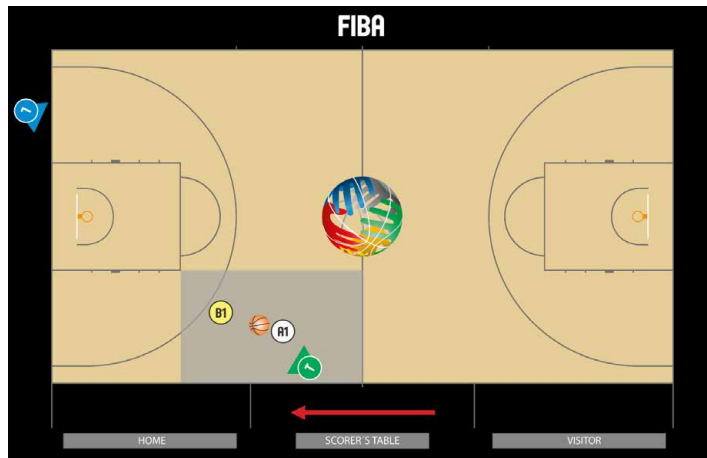 FIBA
L
B1
A1
T
HOME
SCORER´S TABLE
VISITOR